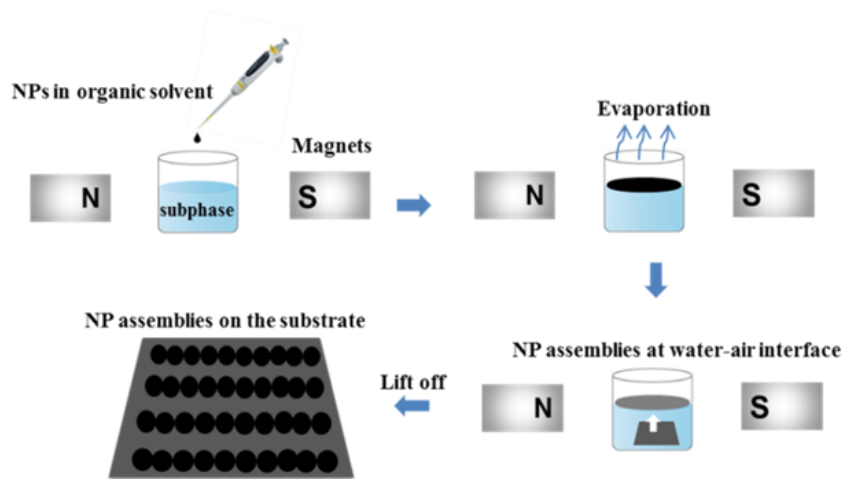 NPs in organic solvent
Magnets
N
subphase
S
Evaporation
N
S
NP assemblies at water-air interface
N
S
Lift off
NP assemblies on the substrate